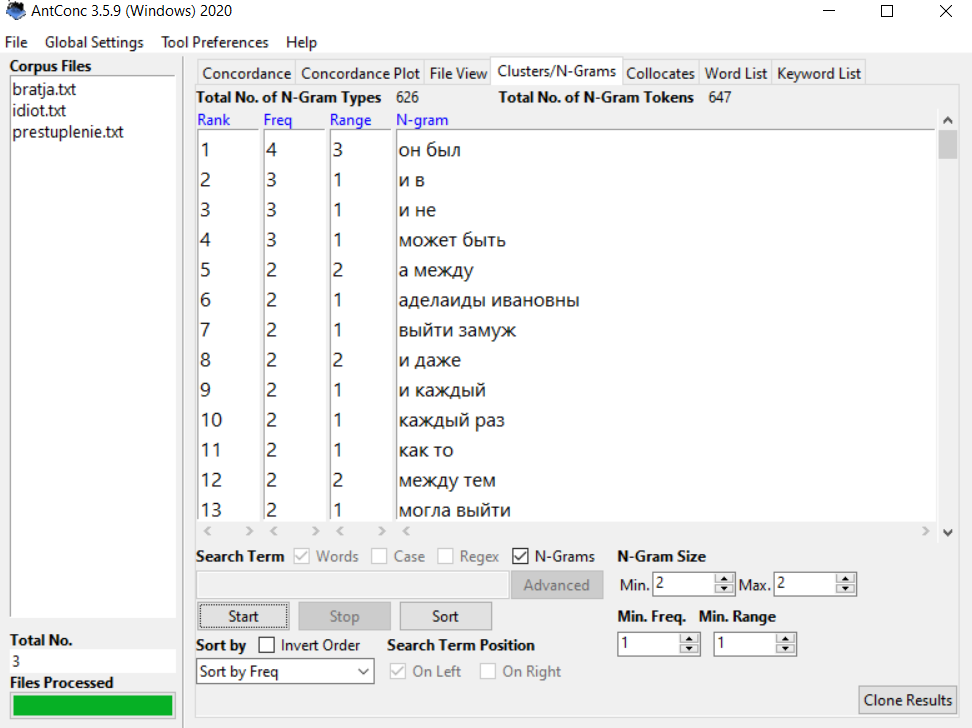 AntConc 3.5.9 (Windows) 2020
File Global Settings Tool Preferences Help
Corpus Files
bratja.txt
idiot.txt
prestuplenie.txt
Total No.
3
Files Processed
Concordance Concordance Plot File View Clusters/N-Grams Collocates Word List Keyword List
Total No. of N-Gram Types 626 Total No. of N-Gram Tokens 647
Rank Freq Range N-gram
1 4 3 он был
2 3 1 и в
3 3 1 и не
4 3 1 может быть
5 2 2 а между
6 2 1 аделаиды ивановны
7 2 1 выйти замуж
8 2 2 и даже
9 2 1 и каждый
10 2 1 каждый раз
11 2 1 как то
12 2 2 между тем
13 2 1 могла выйти
Search Term Words Case Regex N-Grams N-Gram Size
Advanced Min. 2 Max. 2
Start Stop Sort Min. Freq. Min. Range
1 1
Sort by Invert Order Search Term Position
Sort by Freq On Left On Right
Clone Results